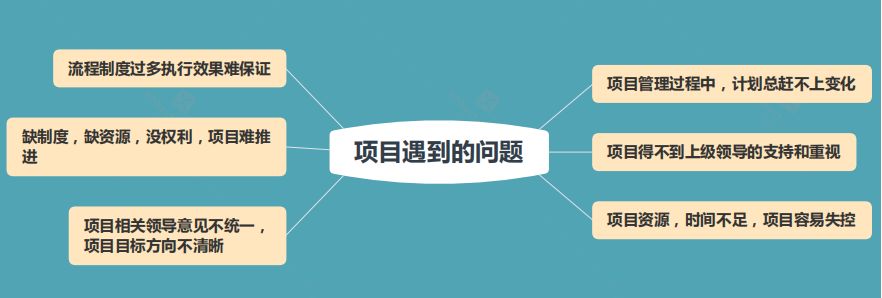 流程制度过多执行效果难保证
缺制度，缺资源，没权利，项目难推
进
项目相关领导意见不统一，
项目目标方向不清晰
项目遇到的问题
项目管理过程中，计划总赶不上变化
项目得不到上级领导的支持和重视
项目资源，时间不足，项目容易失控